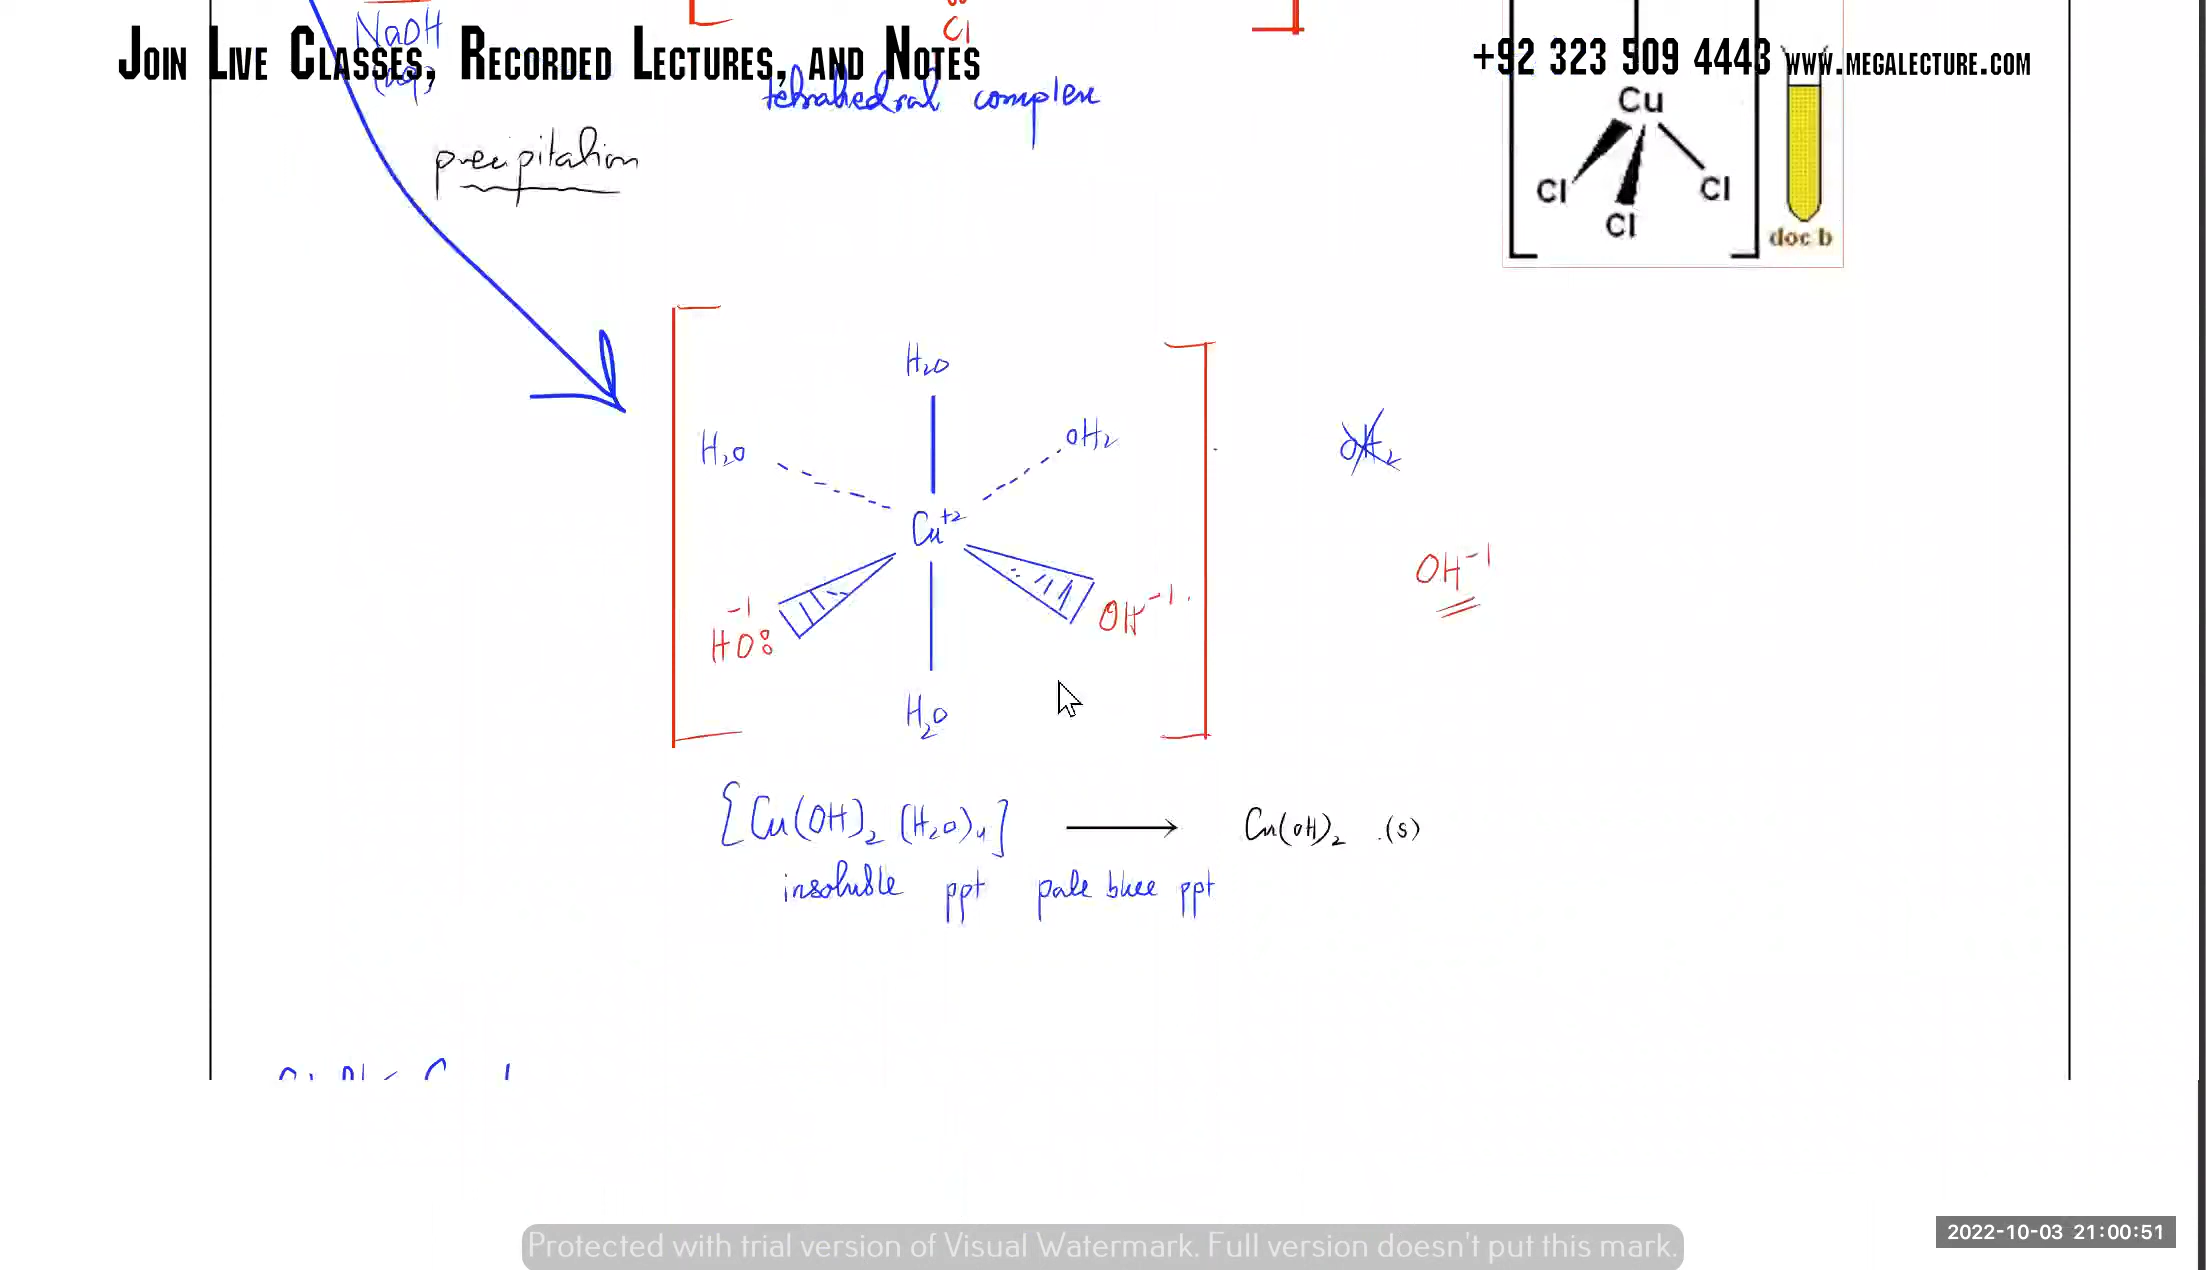 Cl
NaOH
JOIN LIVE CLASSES, RECORDED LECTURES, AND NOTES
+92 323 509 4443 WWW.MEGALECTURE.COM
(aq)
tetrahedral complex
Cu
precipitation
Cl Cl
Cl
doc b
H₂O
H₂O OH₂
OH₂
Cu⁺²
OH⁻¹
-1
HO: OH⁻¹
H₂O
[Cu(OH)₂ (H₂O)₄] ⟶ Cu(OH)₂ (s)
insoluble ppt pale blue ppt
Protected with trial version of Visual Watermark. Full version doesn't put this mark.
2022-10-03 21:00:51